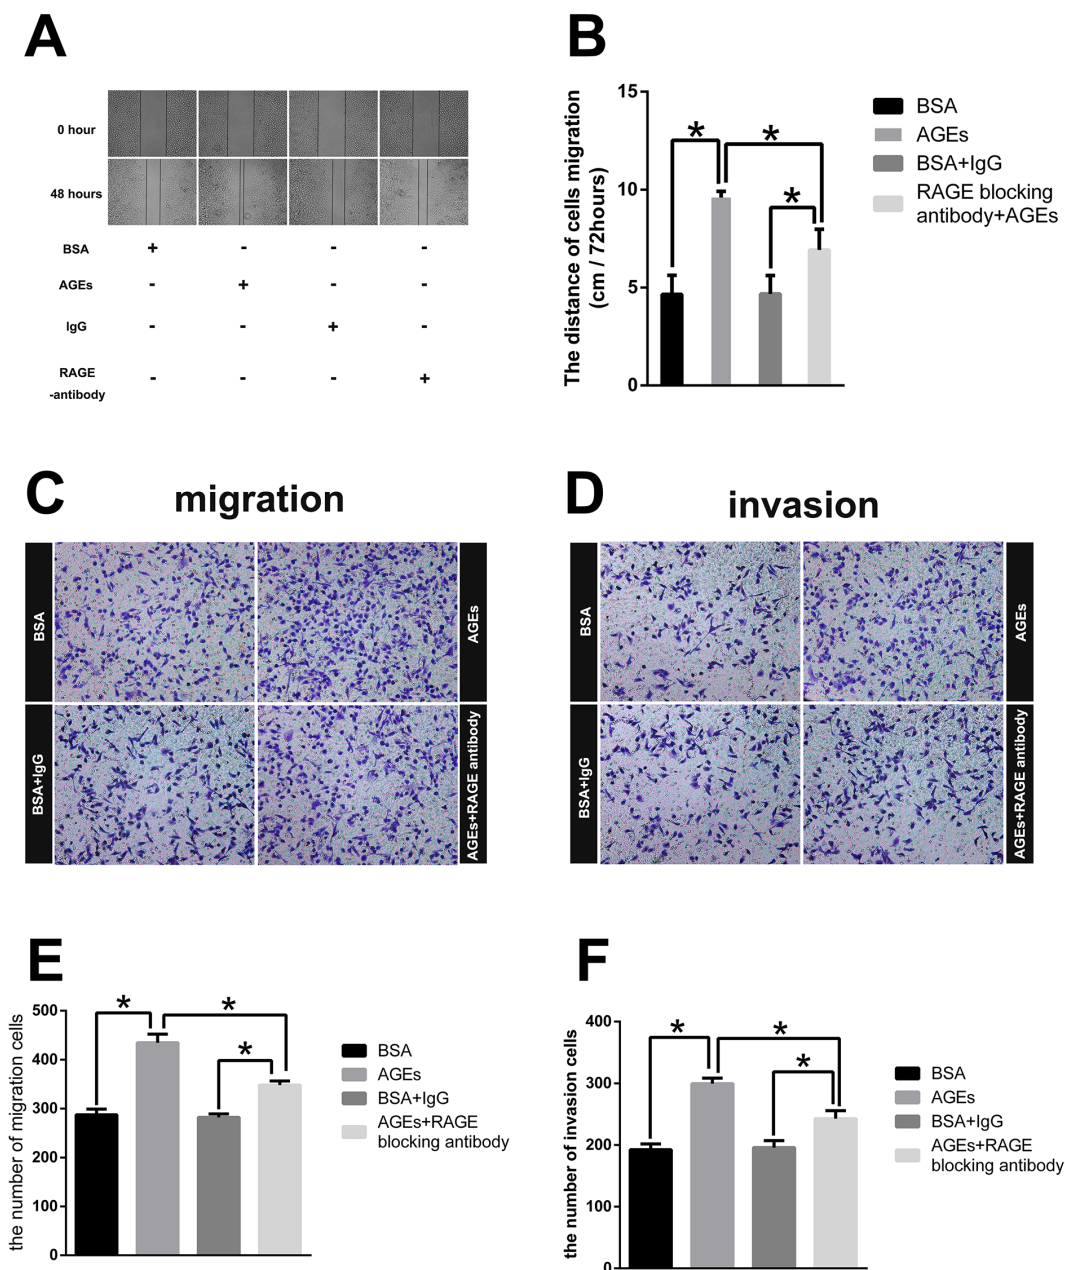 A
0 hour
48 hours
BSA + - - -
AGEs - + - -
IgG - - + -
RAGE
-antibody - - - +
B
The distance of cells migration
(cm / 72hours)
15
10
5
0
* * *
BSA
AGEs
BSA+IgG
RAGE blocking
antibody+AGEs
C
migration
BSA
AGEs
BSA+IgG
AGEs+RAGE antibody
D
invasion
BSA
AGEs
BSA+IgG
AGEs+RAGE antibody
E
the number of migration cells
500
400
300
200
100
0
* * *
BSA
AGEs
BSA+IgG
AGEs+RAGE
blocking antibody
F
the number of invasion cells
400
300
200
100
0
* * *
BSA
AGEs
BSA+IgG
AGEs+RAGE
blocking antibody